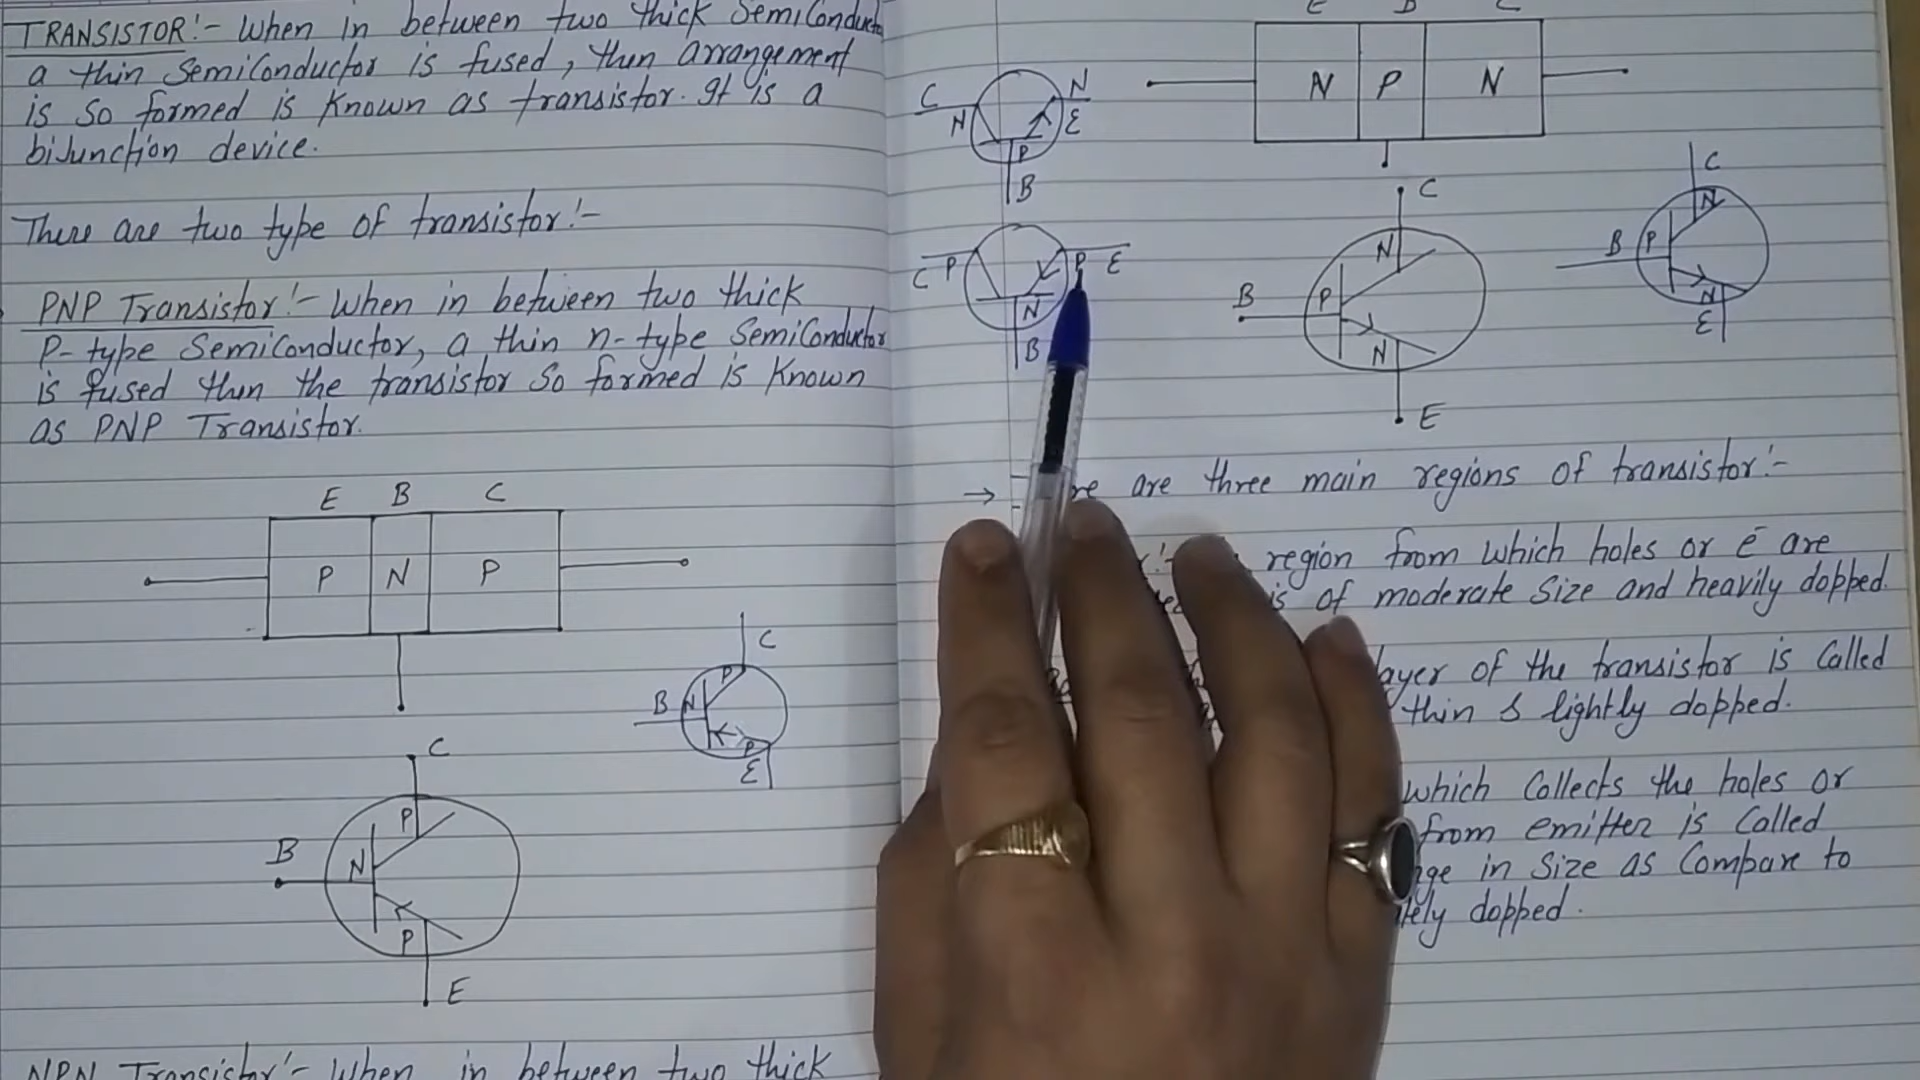 TRANSISTOR:- When in between two thick Semiconductor
a thin semiconductor is fused, then arrangement
is so formed is known as transistor. It is a
bijunction device.
There are two type of transistor:-
PNP Transistor:- When in between two thick
P-type Semiconductor, a thin n-type Semiconductor
is fused then the transistor so formed is known
as PNP Transistor.
E B C
P N P
C
P
B N
P
E
C
P
B N
P
E
NPN Transistor:- When in between two thick
C N
N E
P
B
C P P E
N
B
N P N
C
N
B P
N
E
C
N
B P
N
E
→ are three main regions of transistor:-
region from which holes or ē are
is of moderate size and heavily dopped.
layer of the transistor is called
thin & lightly dopped.
which collects the holes or
from emitter is called
in size as compare to
dopped.